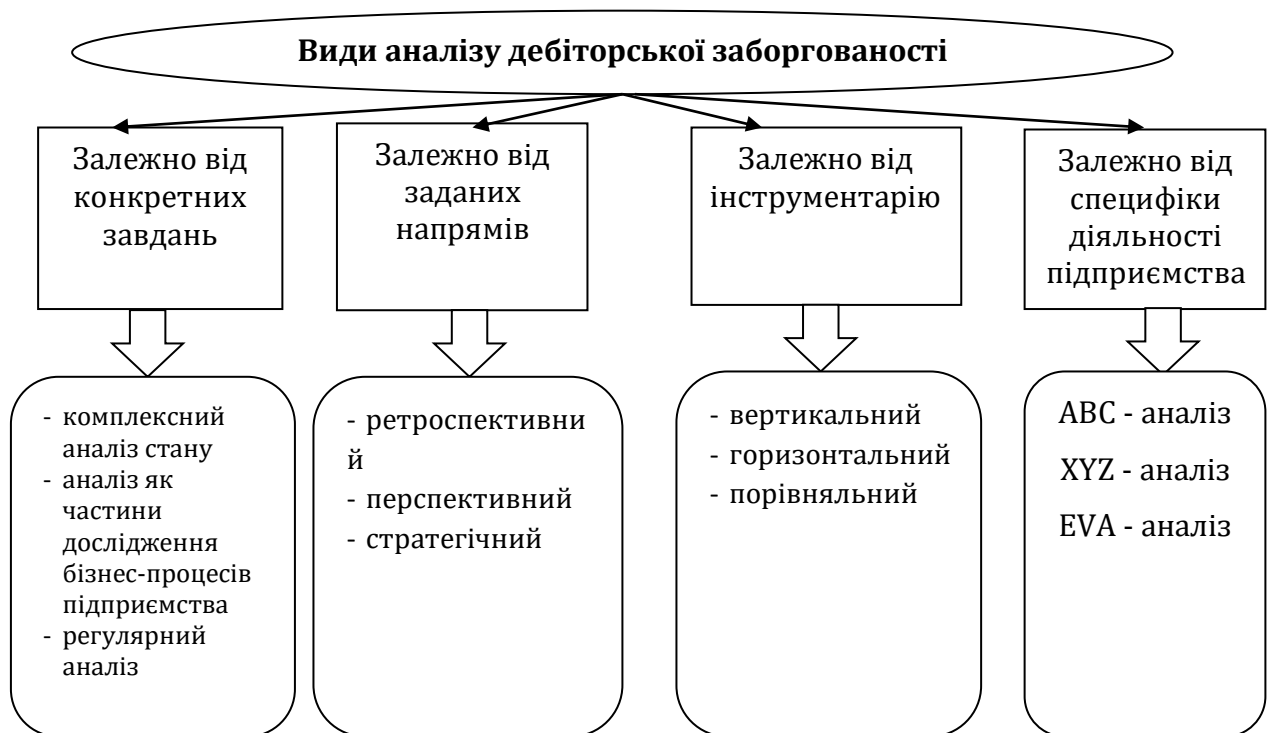 Види аналізу дебіторської заборгованості
Залежно від
конкретних
завдань
Залежно від
заданих
напрямів
Залежно від
інструментарію
Залежно від
специфіки
діяльності
підприємства
- комплексний
аналіз стану
- аналіз як
частини
дослідження
бізнес-процесів
підприємства
- регулярний
аналіз
- ретроспективни
й
- перспективний
- стратегічний
- вертикальний
- горизонтальний
- порівняльний
ABC - аналіз
XYZ - аналіз
EVA - аналіз